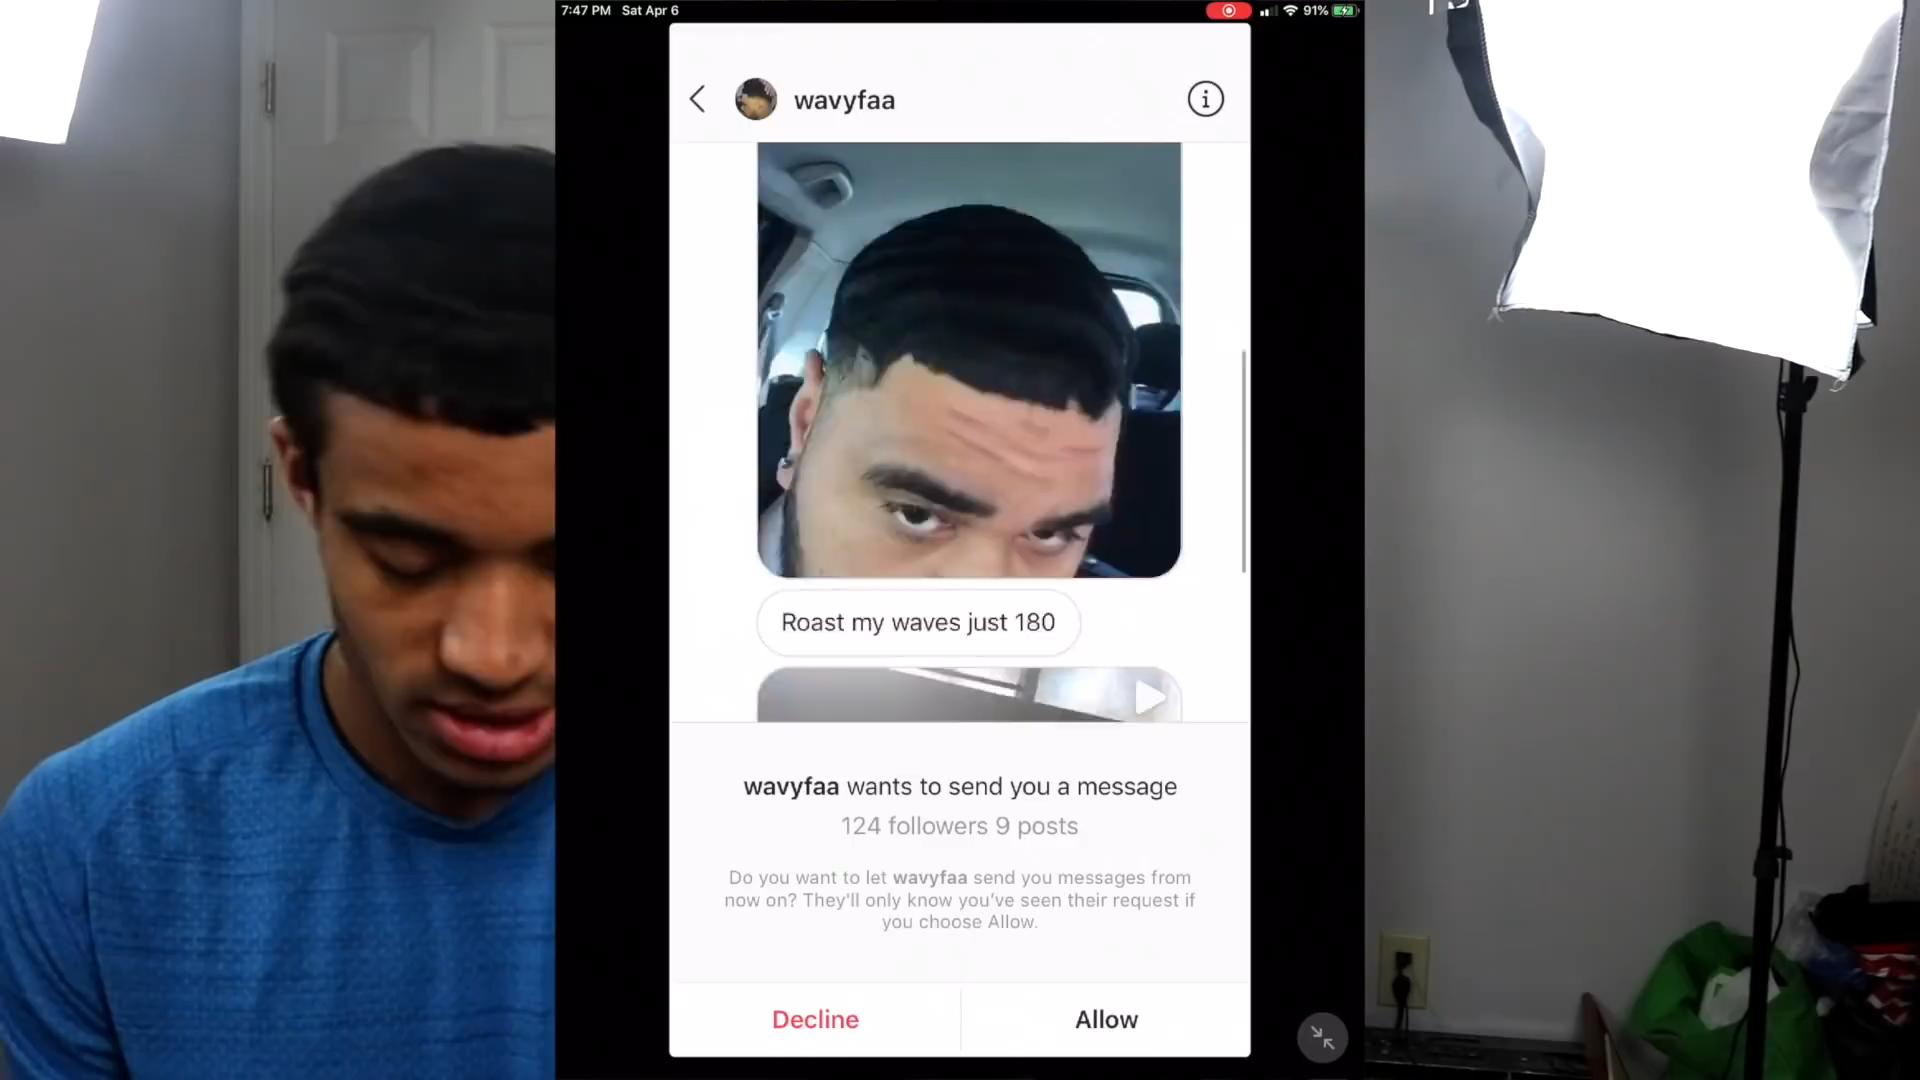 7:47 PM Sat Apr 6
91%
wavyfaa
Roast my waves just 180
wavyfaa wants to send you a message
124 followers 9 posts
Do you want to let wavyfaa send you messages from
now on? They'll only know you've seen their request if
you choose Allow.
Decline
Allow